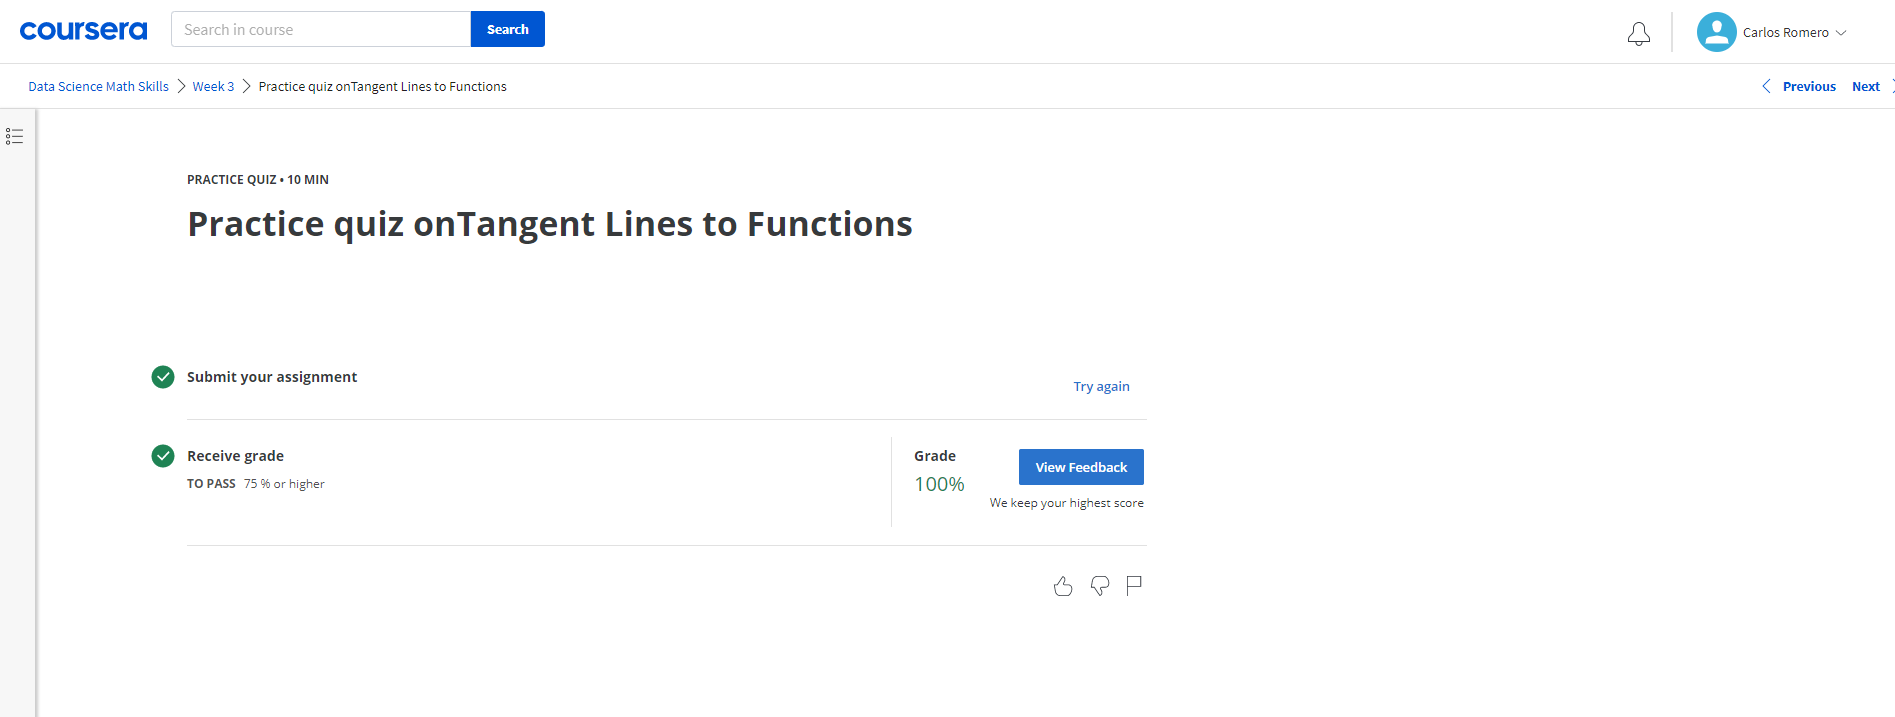 coursera Search in course Search Carlos Romero
Data Science Math Skills Week 3 Practice quiz onTangent Lines to Functions Previous Next
PRACTICE QUIZ • 10 MIN
Practice quiz onTangent Lines to Functions
Submit your assignment
Try again
Receive grade
TO PASS 75 % or higher
Grade
100%
View Feedback
We keep your highest score